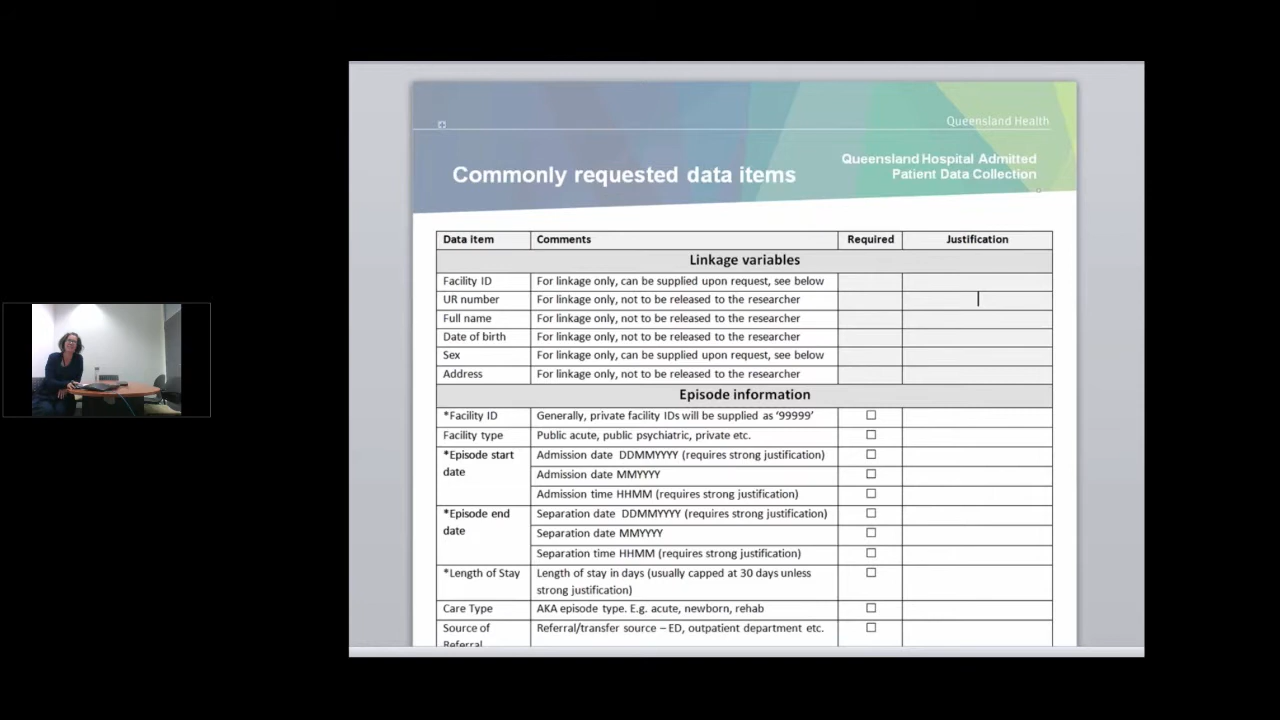 Queensland Health
Queensland Hospital Admitted
Patient Data Collection
Commonly requested data items
Data item Comments Required Justification
Linkage variables
Facility ID For linkage only, can be supplied upon request, see below
UR number For linkage only, not to be released to the researcher
Full name For linkage only, not to be released to the researcher
Date of birth For linkage only, not to be released to the researcher
Sex For linkage only, can be supplied upon request, see below
Address For linkage only, not to be released to the researcher
Episode information
*Facility ID Generally, private facility IDs will be supplied as ‘99999’ ☐
Facility type Public acute, public psychiatric, private etc. ☐
*Episode start Admission date DDMMYYYY (requires strong justification) ☐
date
Admission date MMYYYY ☐
Admission time HHMM (requires strong justification) ☐
*Episode end Separation date DDMMYYYY (requires strong justification) ☐
date
Separation date MMYYYY ☐
Separation time HHMM (requires strong justification) ☐
*Length of Stay Length of stay in days (usually capped at 30 days unless ☐
strong justification)
Care Type AKA episode type. E.g. acute, newborn, rehab ☐
Source of Referral/transfer source – ED, outpatient department etc. ☐
Referral